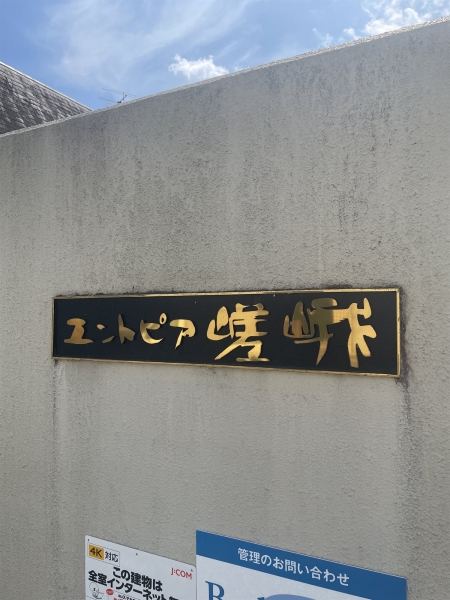 エントピア嵯峨
4K対応
J:COM
この建物は
全室インターネット
管理のお問い合わせ